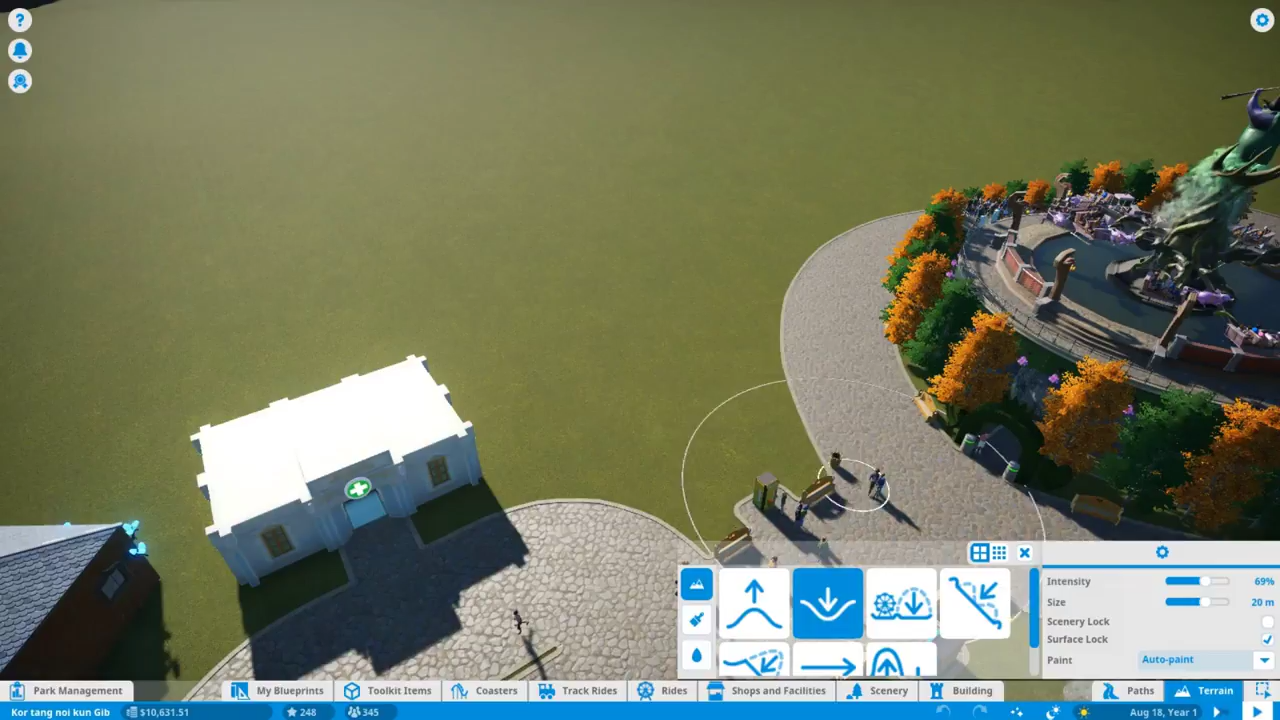 ?
Intensity 69%
Size 20 m
Scenery Lock
Surface Lock
Paint Auto-paint
Park Management My Blueprints Toolkit Items Coasters Track Rides Rides Shops and Facilities Scenery Building Paths Terrain
Kor tang noi kun Gib $10,631.51 248 345 Aug 18, Year 1